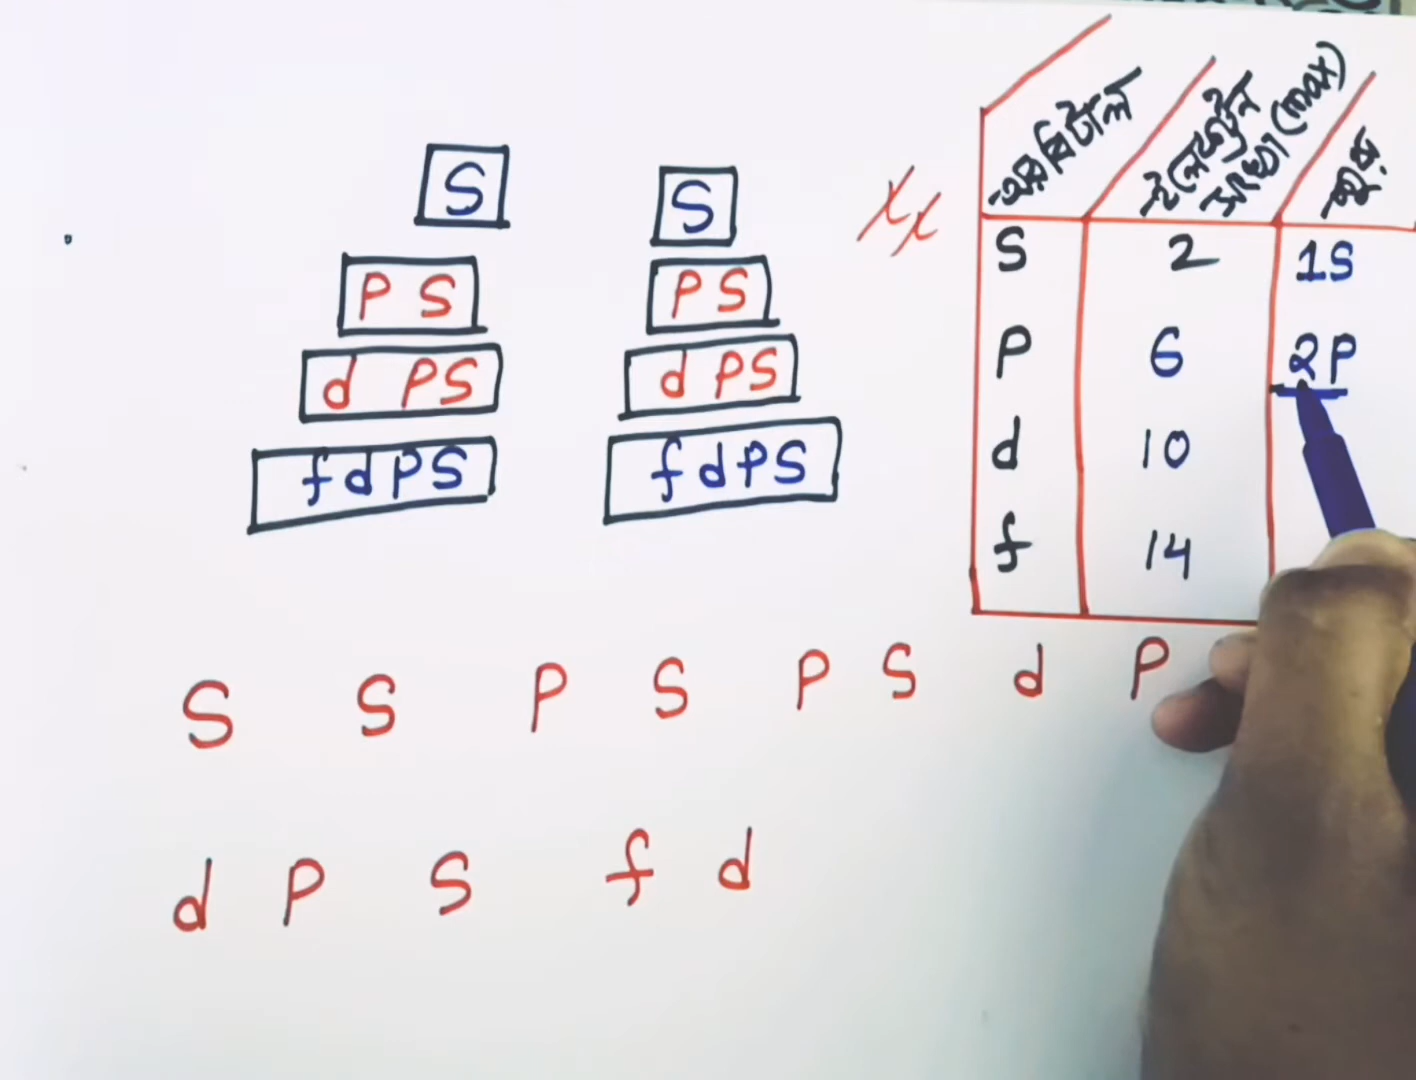 S
P S
d P S
f d P S
S
P S
d P S
f d P S
অরবিটাল
ইলেকট্রন
সংখ্যা (max)
শুরু
S 2 1S
P 6 2P
d 10
f 14
S S P S P S d P
d P S f d